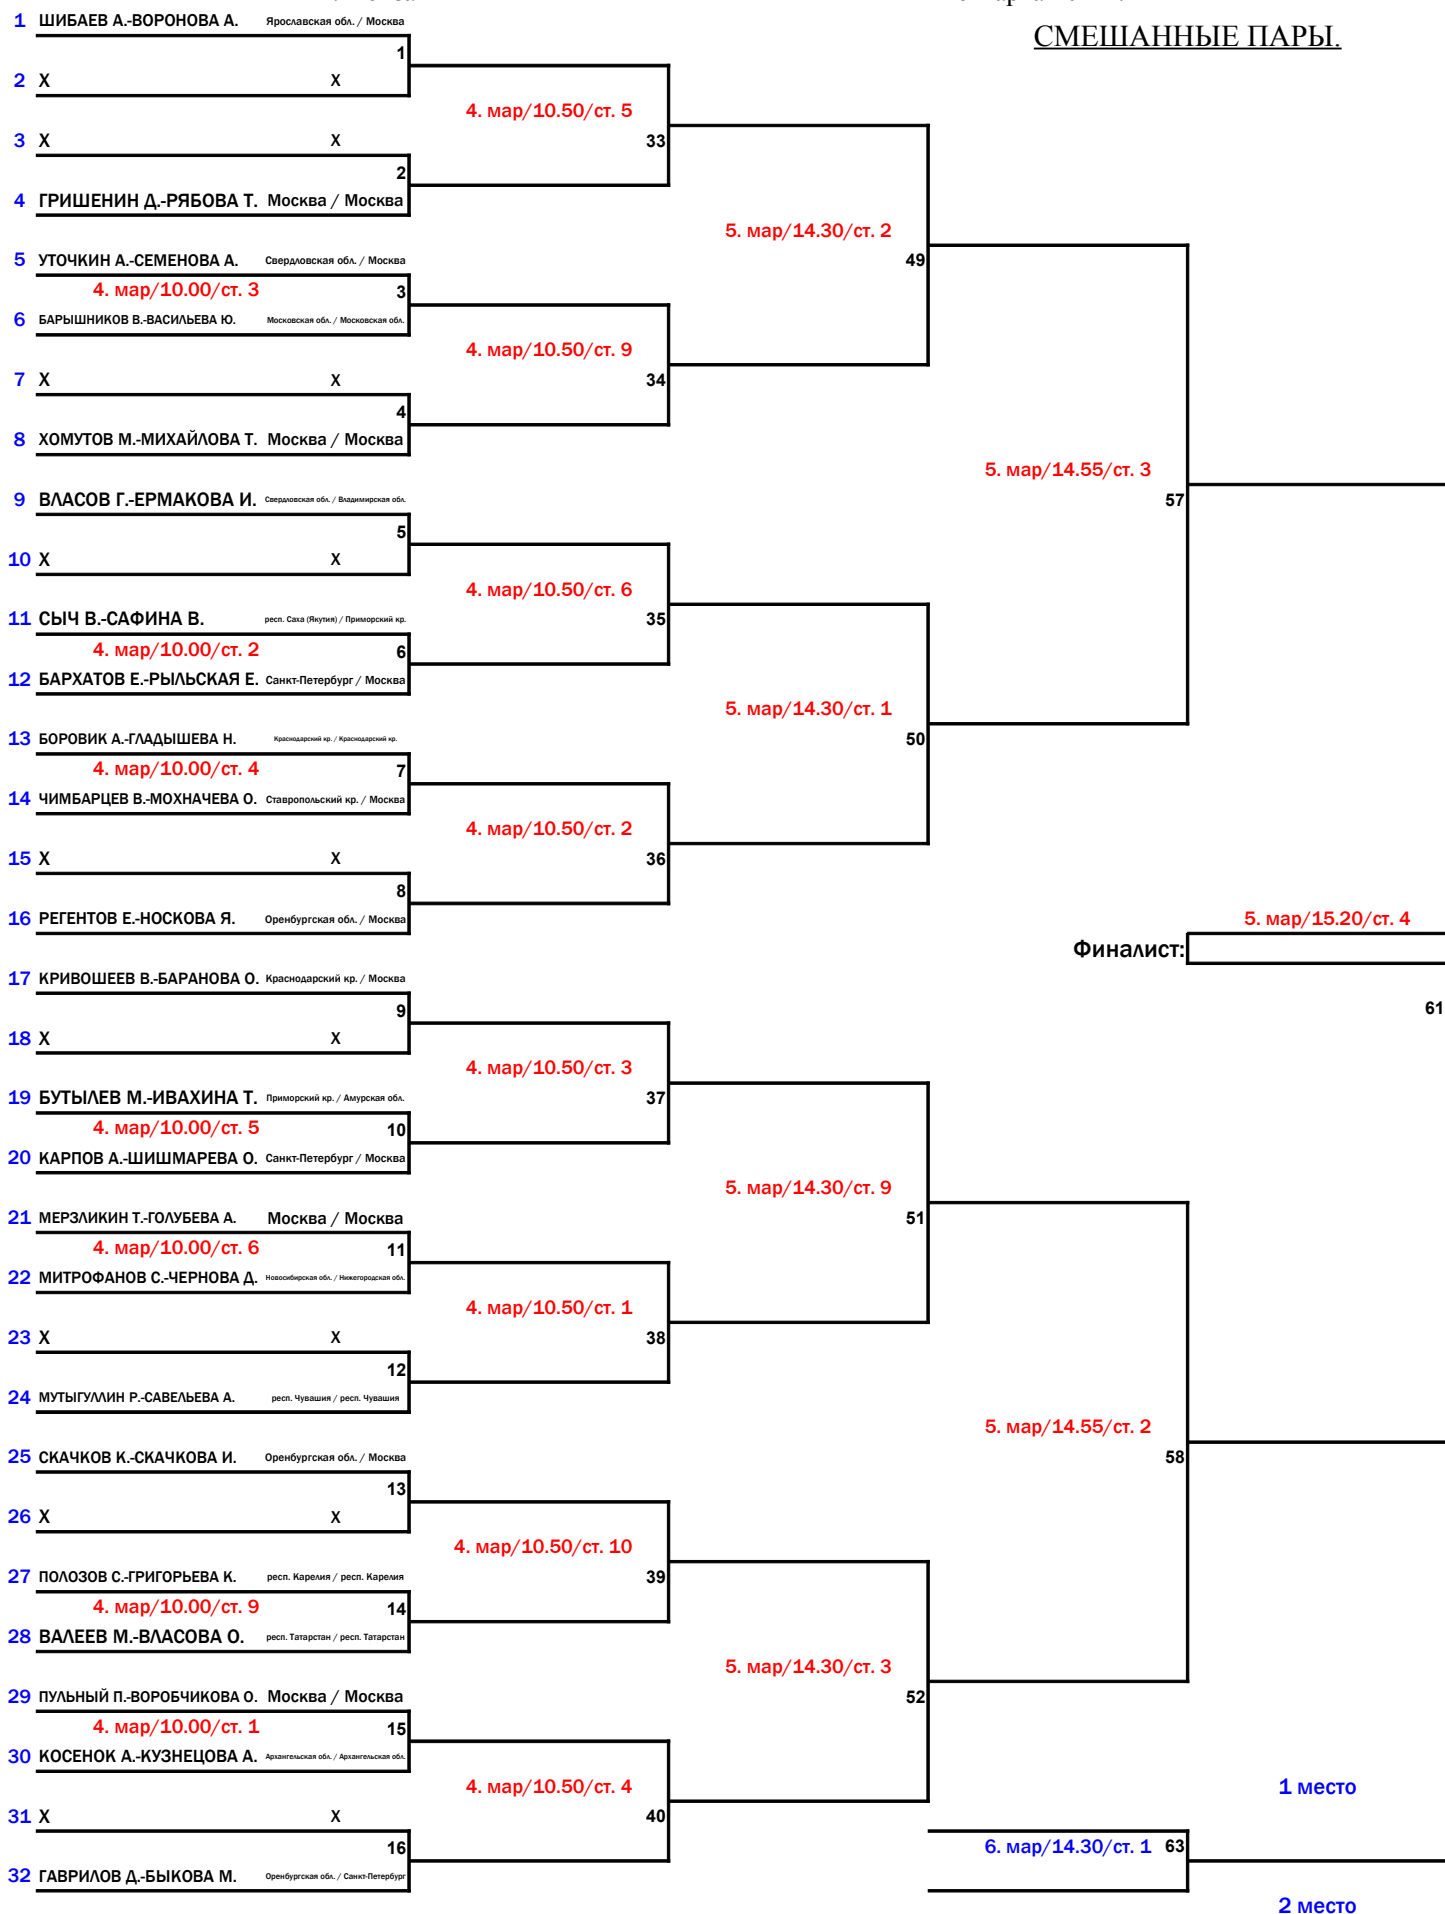 СМЕШАННЫЕ ПАРЫ.
1 ШИБАЕВ А.-ВОРОНОВА А. Ярославская обл. / Москва
1
2 X X
4. мар/10.50/ст. 5
3 X X
33
2
4 ГРИШЕНИН Д.-РЯБОВА Т. Москва / Москва
5. мар/14.30/ст. 2
5 УТОЧКИН А.-СЕМЕНОВА А. Свердловская обл. / Москва
49
4. мар/10.00/ст. 3 3
6 БАРЫШНИКОВ В.-ВАСИЛЬЕВА Ю. Московская обл. / Московская обл.
4. мар/10.50/ст. 9
7 X X
34
4
8 ХОМУТОВ М.-МИХАЙЛОВА Т. Москва / Москва
5. мар/14.55/ст. 3
9 ВЛАСОВ Г.-ЕРМАКОВА И. Свердловская обл. / Владимирская обл.
57
5
10 X X
4. мар/10.50/ст. 6
11 СЫЧ В.-САФИНА В. респ. Саха (Якутия) / Приморский кр.
35
4. мар/10.00/ст. 2 6
12 БАРХАТОВ Е.-РЫЛЬСКАЯ Е. Санкт-Петербург / Москва
5. мар/14.30/ст. 1
13 БОРОВИК А.-ГЛАДЫШЕВА Н. Краснодарский кр. / Краснодарский кр.
50
4. мар/10.00/ст. 4 7
14 ЧИМБАРЦЕВ В.-МОХНАЧЕВА О. Ставропольский кр. / Москва
4. мар/10.50/ст. 2
15 X X
36
8
16 РЕГЕНТОВ Е.-НОСКОВА Я. Оренбургская обл. / Москва
5. мар/15.20/ст. 4
Финалист:
17 КРИВОШЕЕВ В.-БАРАНОВА О. Краснодарский кр. / Москва
61
9
18 X X
4. мар/10.50/ст. 3
19 БУТЫЛЕВ М.-ИВАХИНА Т. Приморский кр. / Амурская обл.
37
4. мар/10.00/ст. 5 10
20 КАРПОВ А.-ШИШМАРЕВА О. Санкт-Петербург / Москва
5. мар/14.30/ст. 9
21 МЕРЗЛИКИН Т.-ГОЛУБЕВА А. Москва / Москва
51
4. мар/10.00/ст. 6 11
22 МИТРОФАНОВ С.-ЧЕРНОВА Д. Новосибирская обл. / Нижегородская обл.
4. мар/10.50/ст. 1
23 X X
38
12
24 МУТЫГУЛЛИН Р.-САВЕЛЬЕВА А. респ. Чувашия / респ. Чувашия
5. мар/14.55/ст. 2
25 СКАЧКОВ К.-СКАЧКОВА И. Оренбургская обл. / Москва
58
13
26 X X
4. мар/10.50/ст. 10
27 ПОЛОЗОВ С.-ГРИГОРЬЕВА К. респ. Карелия / респ. Карелия
39
4. мар/10.00/ст. 9 14
28 ВАЛЕЕВ М.-ВЛАСОВА О. респ. Татарстан / респ. Татарстан
5. мар/14.30/ст. 3
29 ПУЛЬНЫЙ П.-ВОРОБЧИКОВА О. Москва / Москва
52
4. мар/10.00/ст. 1 15
30 КОСЕНОК А.-КУЗНЕЦОВА А. Архангельская обл. / Архангельская обл.
4. мар/10.50/ст. 4
1 место
31 X X
40
16
6. мар/14.30/ст. 1 63
32 ГАВРИЛОВ Д.-БЫКОВА М. Оренбургская обл. / Санкт-Петербург
2 место